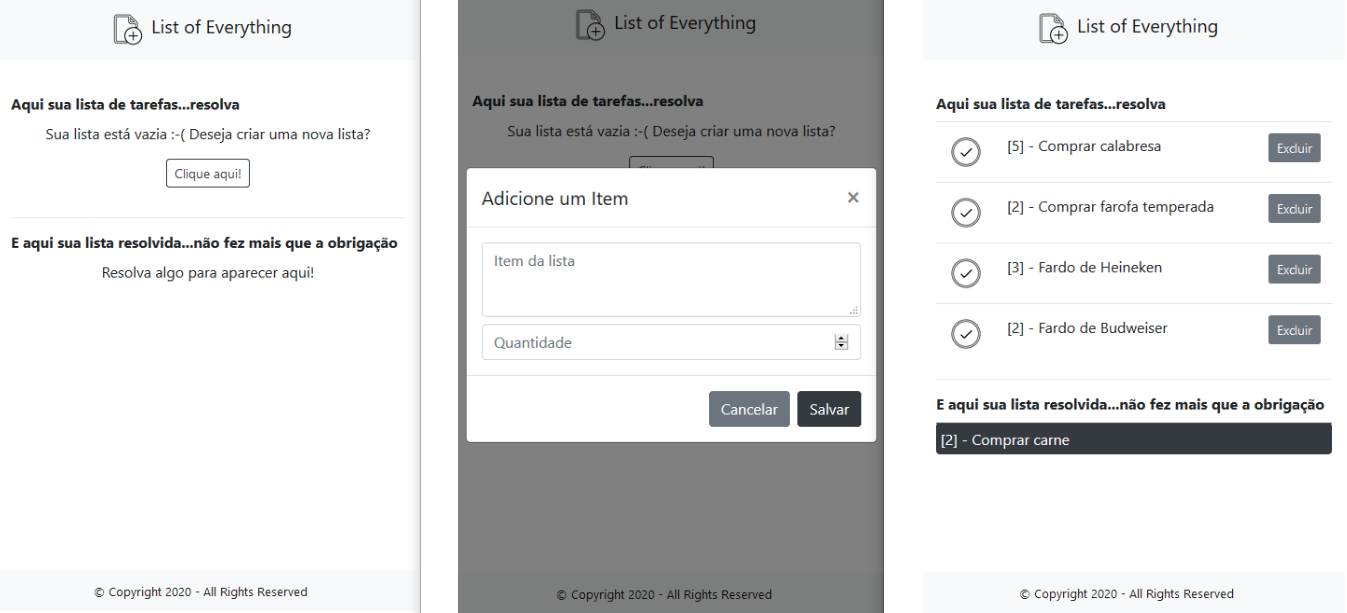 List of Everything
Aqui sua lista de tarefas...resolva
Sua lista está vazia :-( Deseja criar uma nova lista?
Clique aqui!
E aqui sua lista resolvida...não fez mais que a obrigação
Resolva algo para aparecer aqui!
© Copyright 2020 - All Rights Reserved
List of Everything
Aqui sua lista de tarefas...resolva
Sua lista está vazia :-( Deseja criar uma nova lista?
Adicione um Item ×
Item da lista
Quantidade
Cancelar Salvar
© Copyright 2020 - All Rights Reserved
List of Everything
Aqui sua lista de tarefas...resolva
[5] - Comprar calabresa Excluir
[2] - Comprar farofa temperada Excluir
[3] - Fardo de Heineken Excluir
[2] - Fardo de Budweiser Excluir
E aqui sua lista resolvida...não fez mais que a obrigação
[2] - Comprar carne
© Copyright 2020 - All Rights Reserved